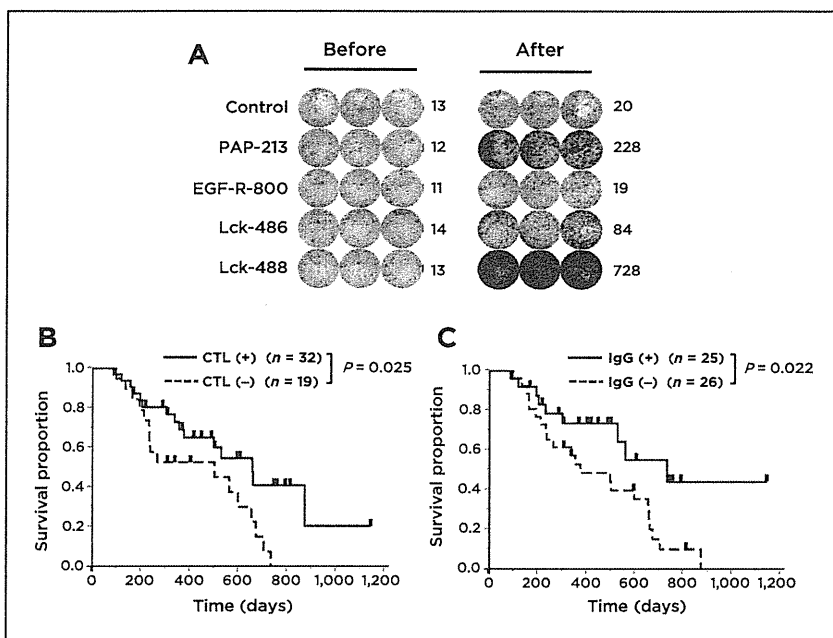 A
Before After
Control 13 20
PAP-213 12 228
EGF-R-800 11 19
Lck-486 14 84
Lck-488 13 728
B
CTL (+) (n = 32)
CTL (–) (n = 19)
P = 0.025
Survival proportion
1.0
0.8
0.6
0.4
0.2
0.0
0 200 400 600 800 1,000 1,200
Time (days)
C
IgG (+) (n = 25)
IgG (–) (n = 26)
P = 0.022
Survival proportion
1.0
0.8
0.6
0.4
0.2
0.0
0 200 400 600 800 1,000 1,200
Time (days)